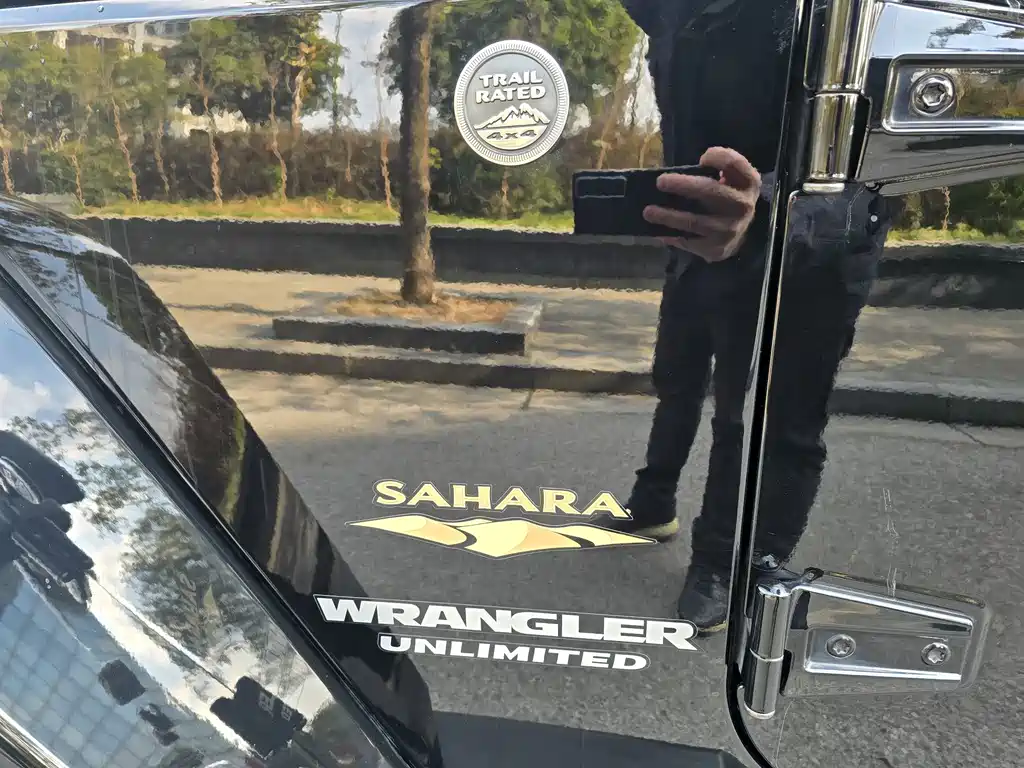 TRAIL
RATED
4x4
SAHARA
WRANGLER
UNLIMITED